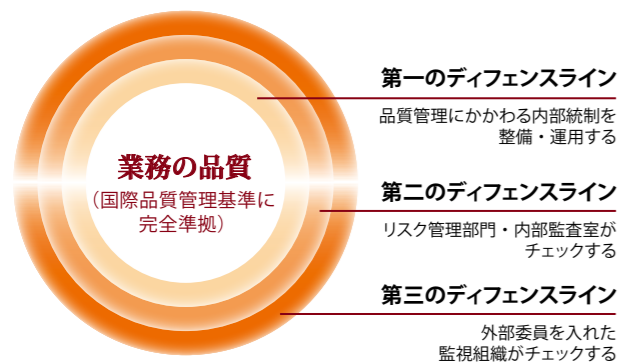 業務の品質
（国際品質管理基準に
完全準拠）
第一のディフェンスライン
品質管理にかかわる内部統制を
整備・運用する
第二のディフェンスライン
リスク管理部門・内部監査室が
チェックする
第三のディフェンスライン
外部委員を入れた
監視組織がチェックする